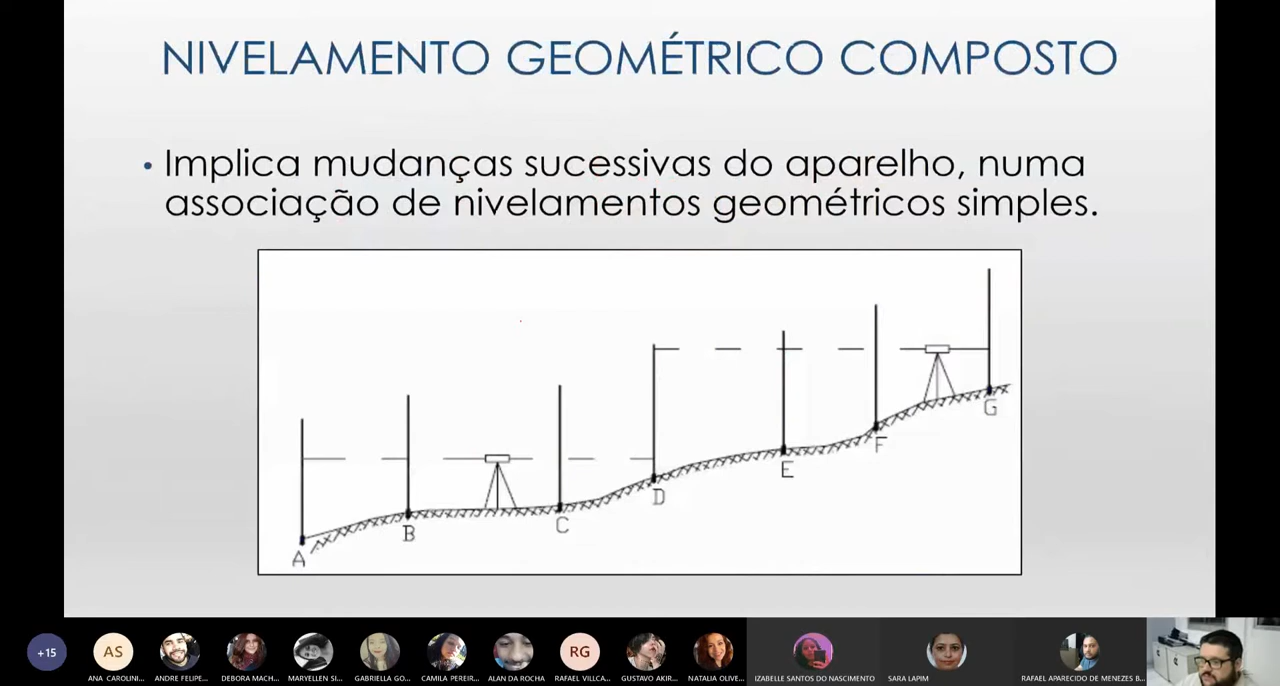 NIVELAMENTO GEOMÉTRICO COMPOSTO
• Implica mudanças sucessivas do aparelho, numa
associação de nivelamentos geométricos simples.
A
B
C
D
E
F
G
+15
AS
RG
ANA CAROLINI...
ANDRE FELIPE...
DEBORA MACH...
MARYELLEN SI...
GABRIELLA GO...
CAMILA PEREIR...
ALAN DA ROCHA
RAFAEL VILLCA...
GUSTAVO AKIR...
NATALIA OLIVE...
IZABELLE SANTOS DO NASCIMENTO
SARA LAPIM
RAFAEL APARECIDO DE MENEZES B...